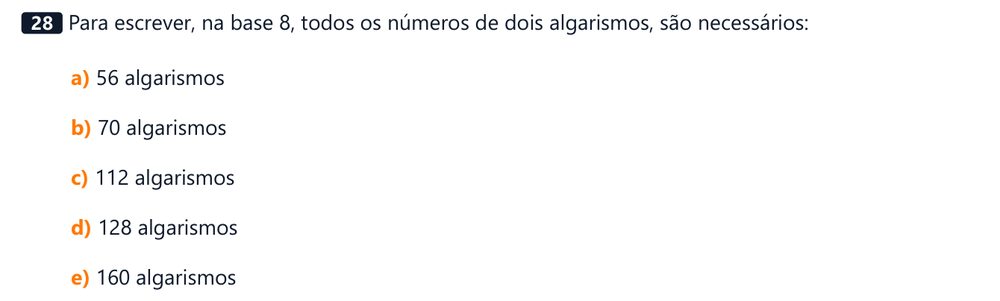 28 Para escrever, na base 8, todos os números de dois algarismos, são necessários:
a) 56 algarismos
b) 70 algarismos
c) 112 algarismos
d) 128 algarismos
e) 160 algarismos